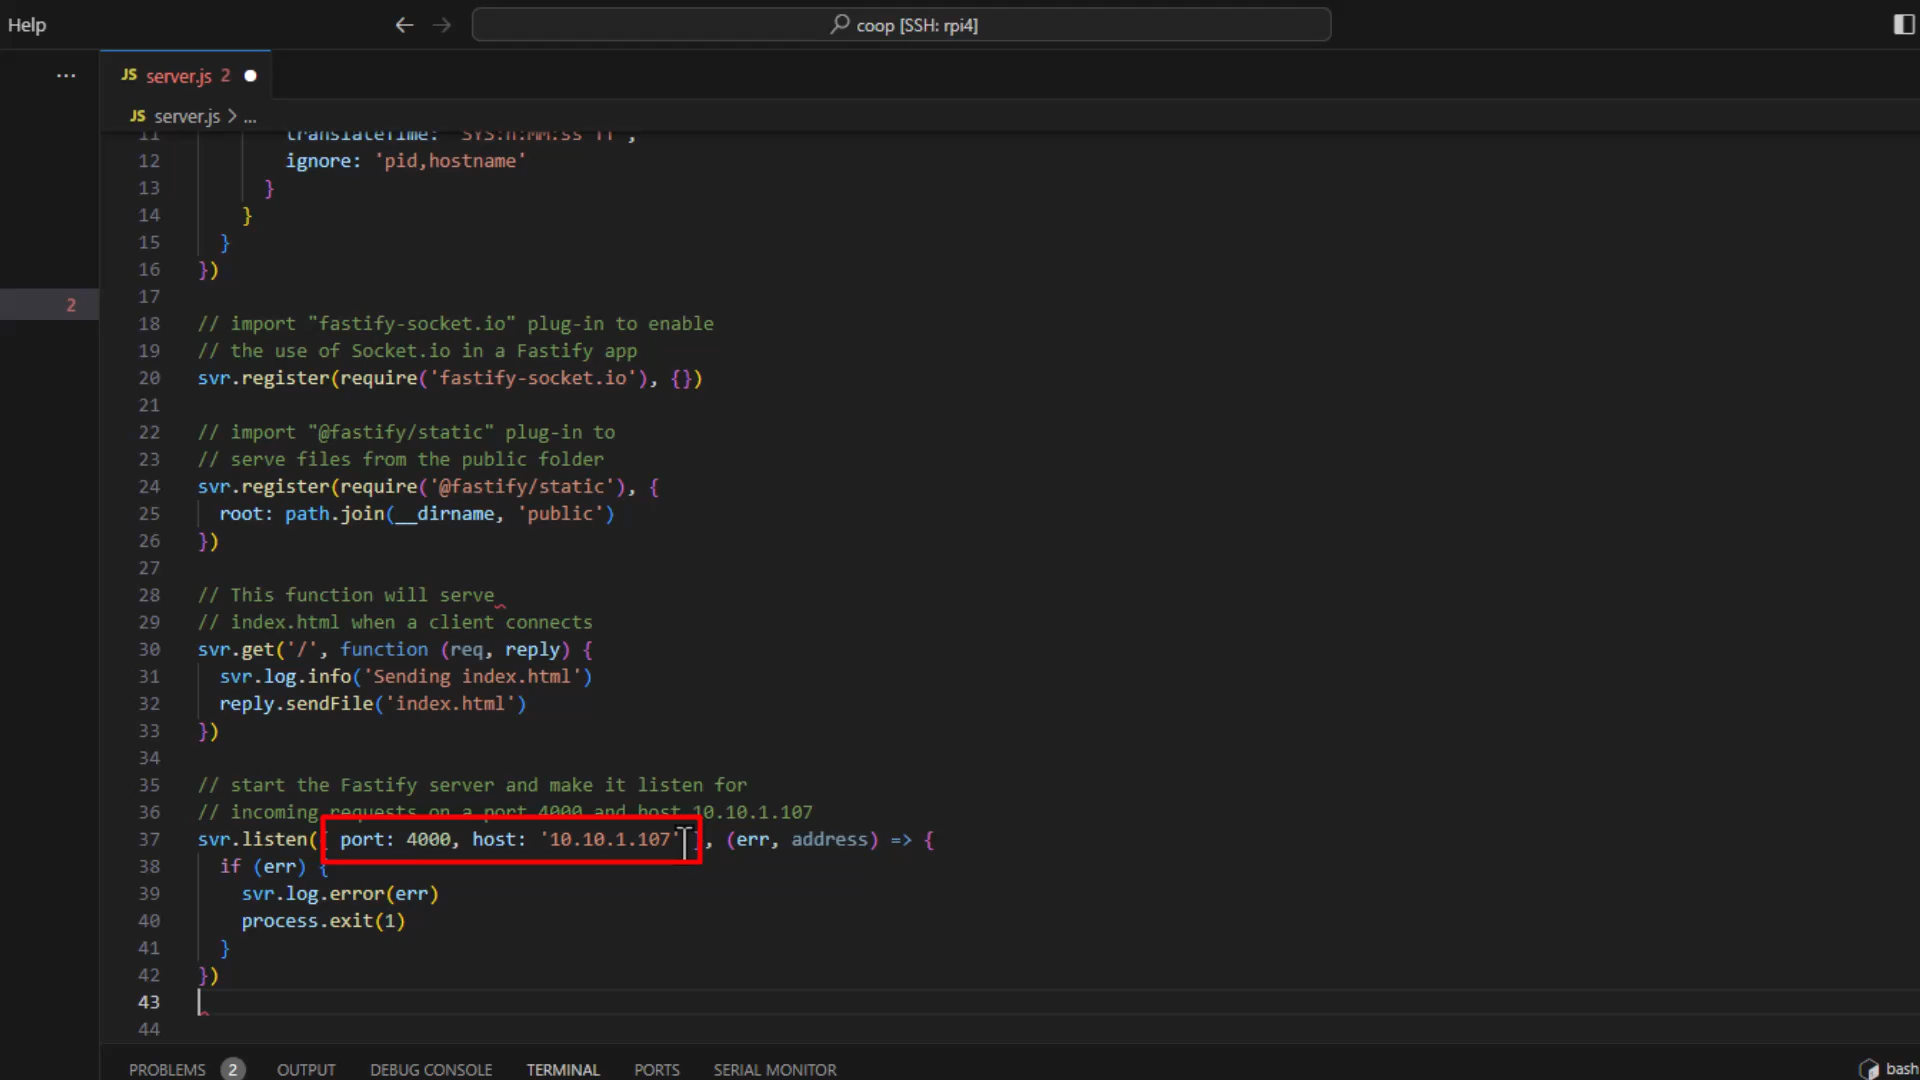 Help
coop [SSH: rpi4]
JS server.js 2
JS server.js > ...
11 translateTime: 'SYS:h:MM:ss TT',
12 ignore: 'pid,hostname'
13 }
14 }
15 }
16 })
17
2
18 // import "fastify-socket.io" plug-in to enable
19 // the use of Socket.io in a Fastify app
20 svr.register(require('fastify-socket.io'), {})
21
22 // import "@fastify/static" plug-in to
23 // serve files from the public folder
24 svr.register(require('@fastify/static'), {
25 root: path.join(__dirname, 'public')
26 })
27
28 // This function will serve
29 // index.html when a client connects
30 svr.get('/', function (req, reply) {
31 svr.log.info('Sending index.html')
32 reply.sendFile('index.html')
33 })
34
35 // start the Fastify server and make it listen for
36 // incoming requests on a port 4000 and host 10.10.1.107
37 svr.listen({ port: 4000, host: '10.10.1.107' }, (err, address) => {
38 if (err) {
39 svr.log.error(err)
40 process.exit(1)
41 }
42 })
43
44
PROBLEMS 2 OUTPUT DEBUG CONSOLE TERMINAL PORTS SERIAL MONITOR bash